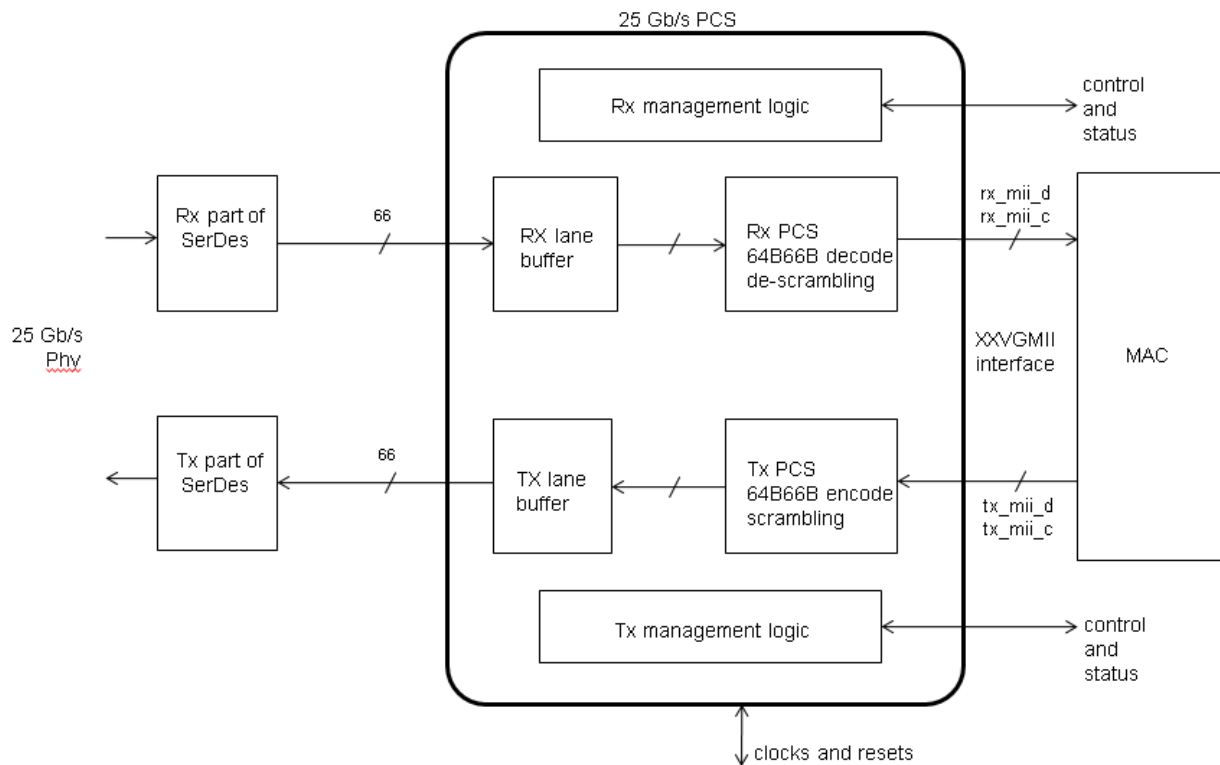 25 Gb/s PCS
Rx management logic
control
and
status
Rx part of
SerDes
66
RX lane
buffer
Rx PCS
64B66B decode
de-scrambling
rx_mii_d
rx_mii_c
25 Gb/s
Phy
XXVGMII
interface
MAC
Tx part of
SerDes
66
TX lane
buffer
Tx PCS
64B66B encode
scrambling
tx_mii_d
tx_mii_c
Tx management logic
control
and
status
clocks and resets